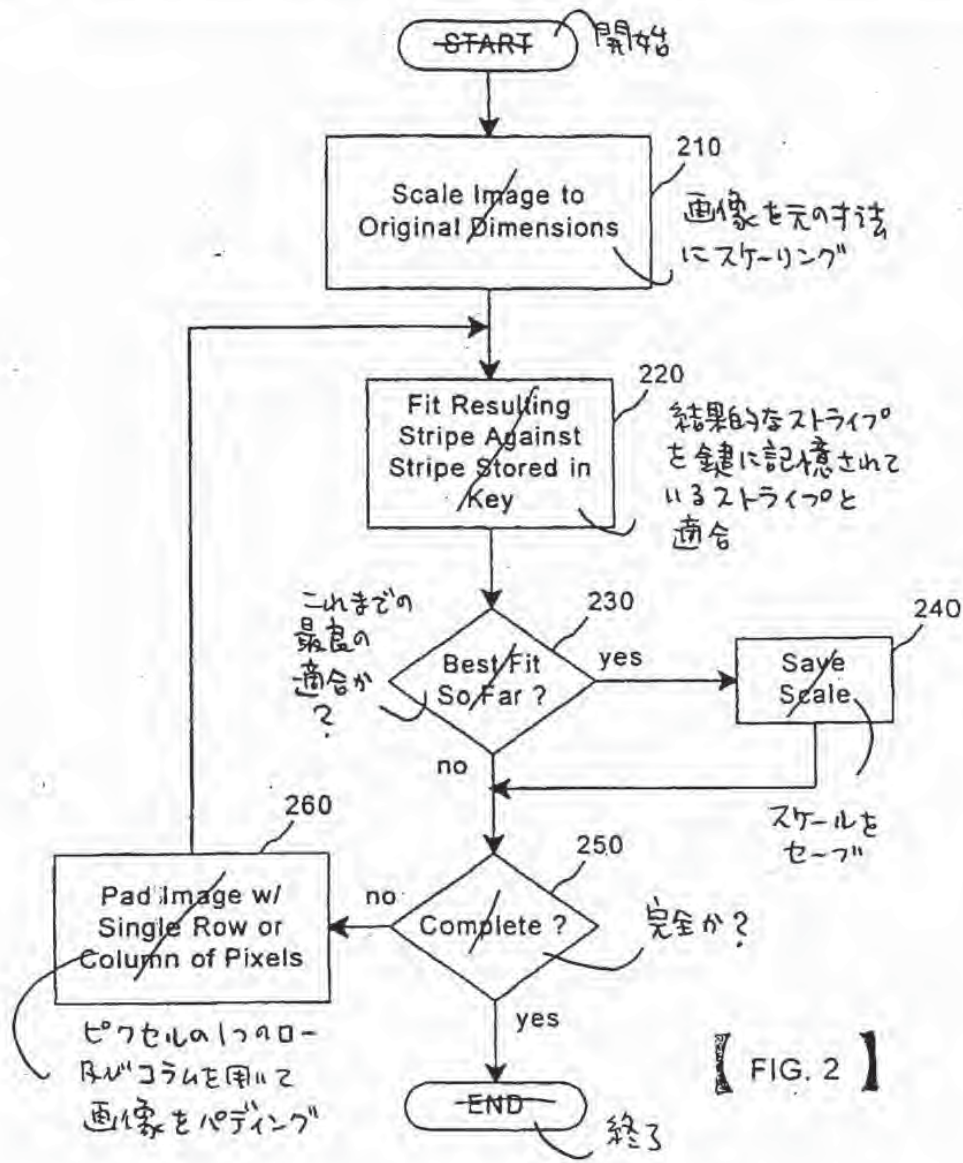 START
開始
210
Scale Image to
Original Dimensions
画像を元の寸法
にスケーリング
220
Fit Resulting
Stripe Against
Stripe Stored in
Key
結果的なストライプ
を鍵に記憶されて
いるストライプと
適合
これまでの
最良の
適合か
?
230
Best Fit
So Far ?
yes
240
Save
Scale
no
スケールを
セーブ
260
Pad Image w/
Single Row or
Column of Pixels
no
250
Complete ?
完全か?
yes
ピクセルの1つのロー
及びコラムを用いて
画像をパディング
END
終了
【 FIG. 2 】